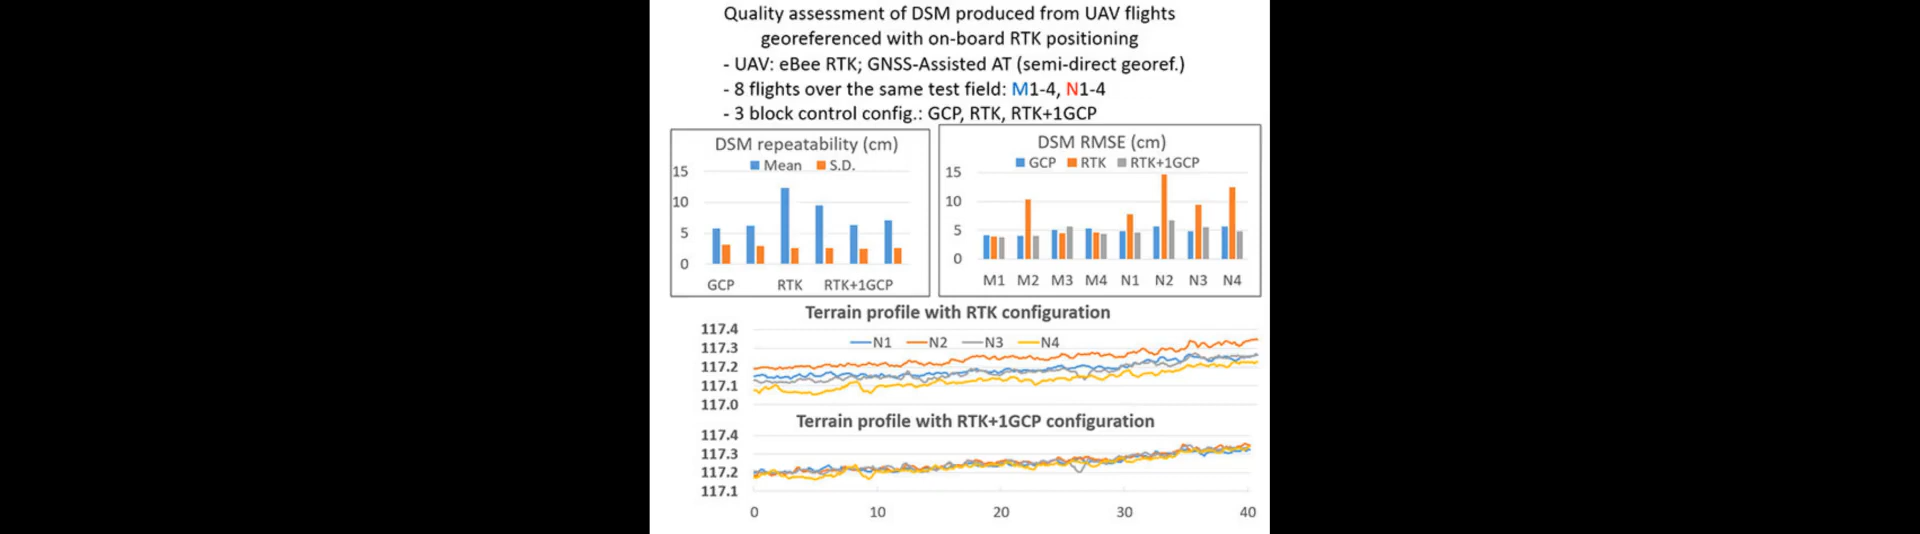 Quality assessment of DSM produced from UAV flights
georeferenced with on-board RTK positioning
- UAV: eBee RTK; GNSS-Assisted AT (semi-direct georef.)
- 8 flights over the same test field: M1-4, N1-4
- 3 block control config.: GCP, RTK, RTK+1GCP
DSM repeatability (cm)
Mean S.D.
15
10
5
0
GCP RTK RTK+1GCP
DSM RMSE (cm)
GCP RTK RTK+1GCP
15
10
5
0
M1 M2 M3 M4 N1 N2 N3 N4
Terrain profile with RTK configuration
N1 N2 N3 N4
117.4
117.3
117.2
117.1
117.0
Terrain profile with RTK+1GCP configuration
117.4
117.3
117.2
117.1
0 10 20 30 40